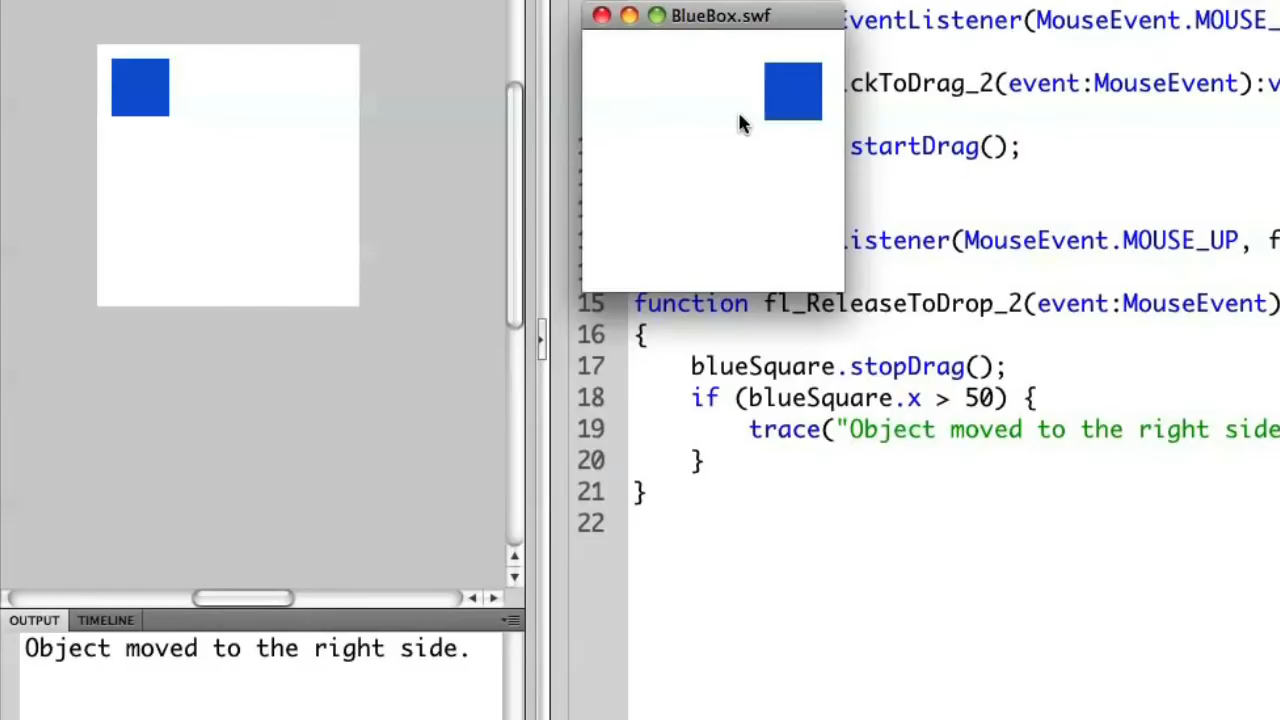 BlueBox.swf
EventListener(MouseEvent.MOUSE_
ckToDrag_2(event:MouseEvent):v
startDrag();
istener(MouseEvent.MOUSE_UP, f
15 function fl_ReleaseToDrop_2(event:MouseEvent)
16 {
17 blueSquare.stopDrag();
18 if (blueSquare.x > 50) {
19 trace("Object moved to the right side
20 }
21 }
22
OUTPUT TIMELINE
Object moved to the right side.